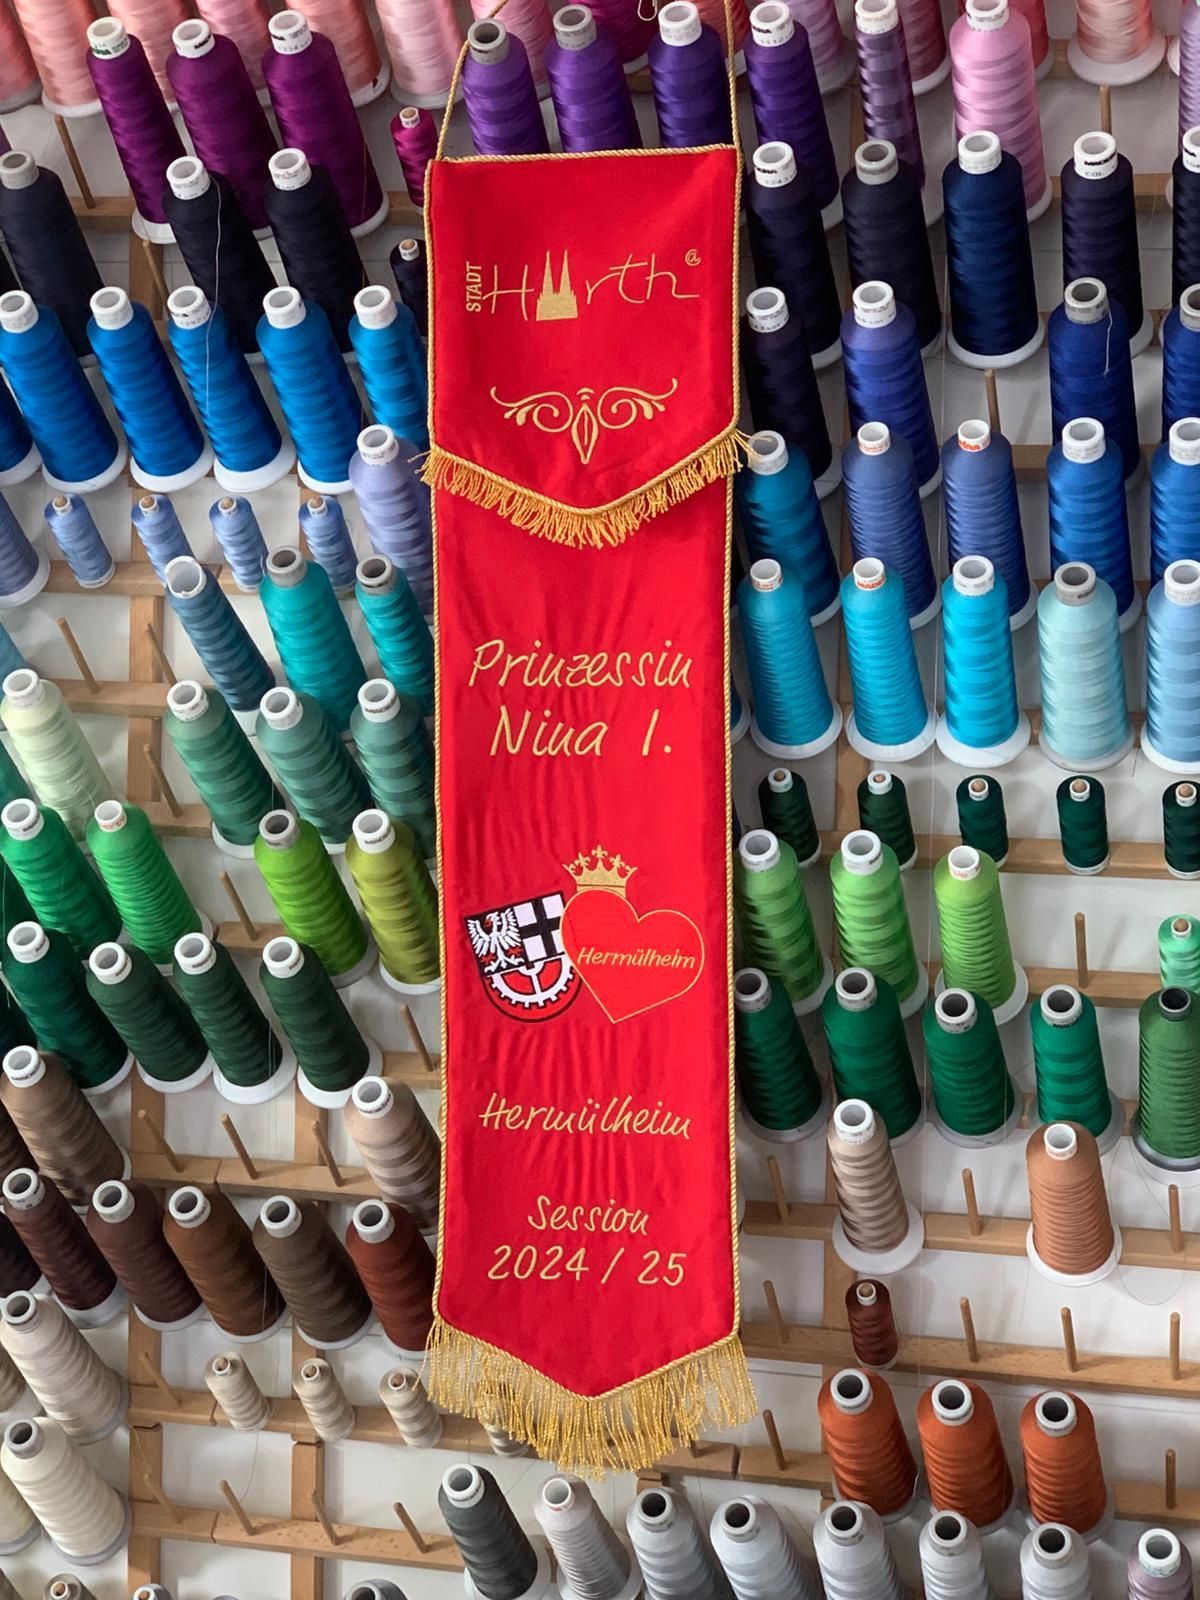 STADT Hürth @
Prinzessin
Nina I.
Hermülheim
Hermülheim
Session
2024 / 25